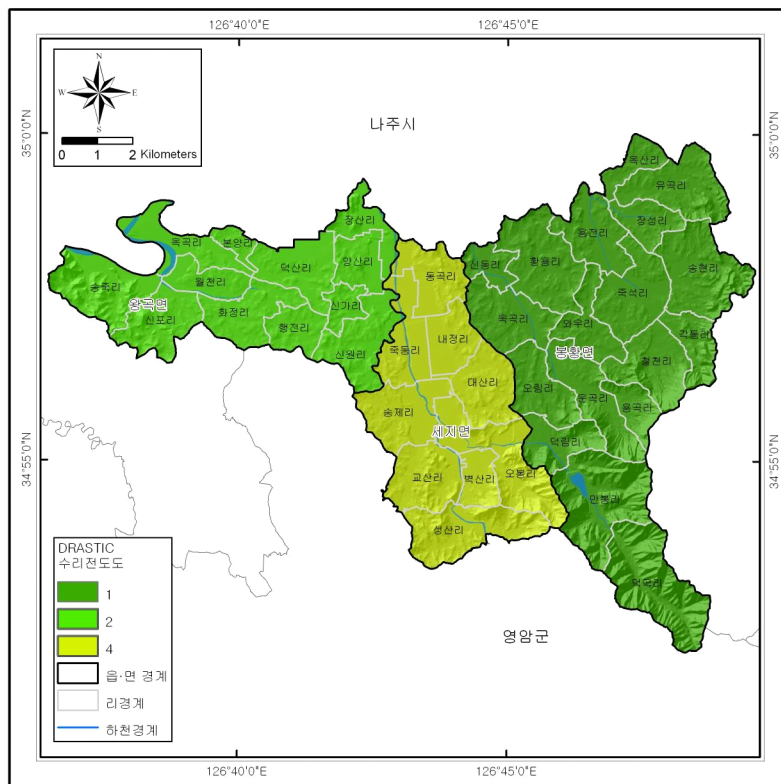 126°40'0"E
126°45'0"E
35°0'0"N
35°0'0"N
34°55'0"N
34°55'0"N
N
W
E
S
0 1 2 Kilometers
나주시
옥산리
유곡리
장성리
용전리
장산리
옥곡리
본양리
신동리
황용리
송현리
덕산리
양산리
동곡리
죽석리
송죽리
월천리
왕곡면
신포리
화정리
신가리
행전리
신원리
욱곡리
와우리
각동리
죽동리
내정리
봉황면
철천리
대산리
오림리
운곡리
용곡리
송제리
세지면
덕림리
교산리
벽산리
오봉리
만봉리
성산리
덕곡리
영암군
DRASTIC
수리전도도
1
2
4
읍·면 경계
리경계
하천경계
126°40'0"E
126°45'0"E